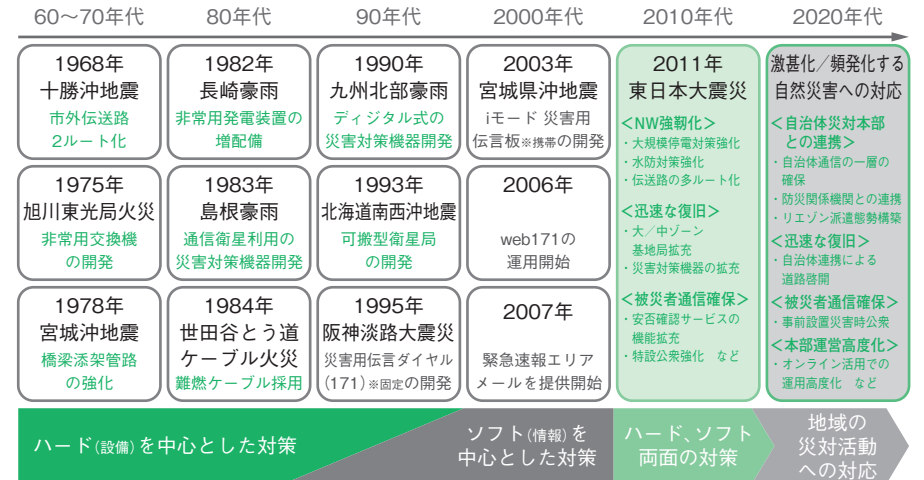 60〜70年代
80年代
90年代
2000年代
2010年代
2020年代
1968年
十勝沖地震
市外伝送路
2ルート化
1975年
旭川東光局火災
非常用交換機
の開発
1978年
宮城沖地震
橋梁添架管路
の強化
1982年
長崎豪雨
非常用発電装置の
増配備
1983年
島根豪雨
通信衛星利用の
災害対策機器開発
1984年
世田谷とう道
ケーブル火災
難燃ケーブル採用
1990年
九州北部豪雨
ディジタル式の
災害対策機器開発
1993年
北海道南西沖地震
可搬型衛星局
の開発
1995年
阪神淡路大震災
災害用伝言ダイヤル
(171)※固定の開発
2003年
宮城県沖地震
iモード 災害用
伝言板※携帯の開発
2006年
web171の
運用開始
2007年
緊急速報エリア
メールを提供開始
2011年
東日本大震災
<NW強靭化>
・大規模停電対策強化
・水防対策強化
・伝送路の多ルート化
<迅速な復旧>
・大/中ゾーン
基地局拡充
・災害対策機器の拡充
<被災者通信確保>
・安否確認サービスの
機能拡充
・特設公衆強化 など
激甚化/頻発化する
自然災害への対応
<自治体災対本部
との連携>
・自治体通信の一層の
確保
・防災関係機関との連携
・リエゾン派遣態勢構築
<迅速な復旧>
・自治体連携による
道路啓開
<被災者通信確保>
・事前設置災害時公衆
<本部運営高度化>
・オンライン活用での
運用高度化 など
ハード(設備)を中心とした対策
ソフト(情報)を
中心とした対策
ハード、ソフト
両面の対策
地域の
災対活動
への対応